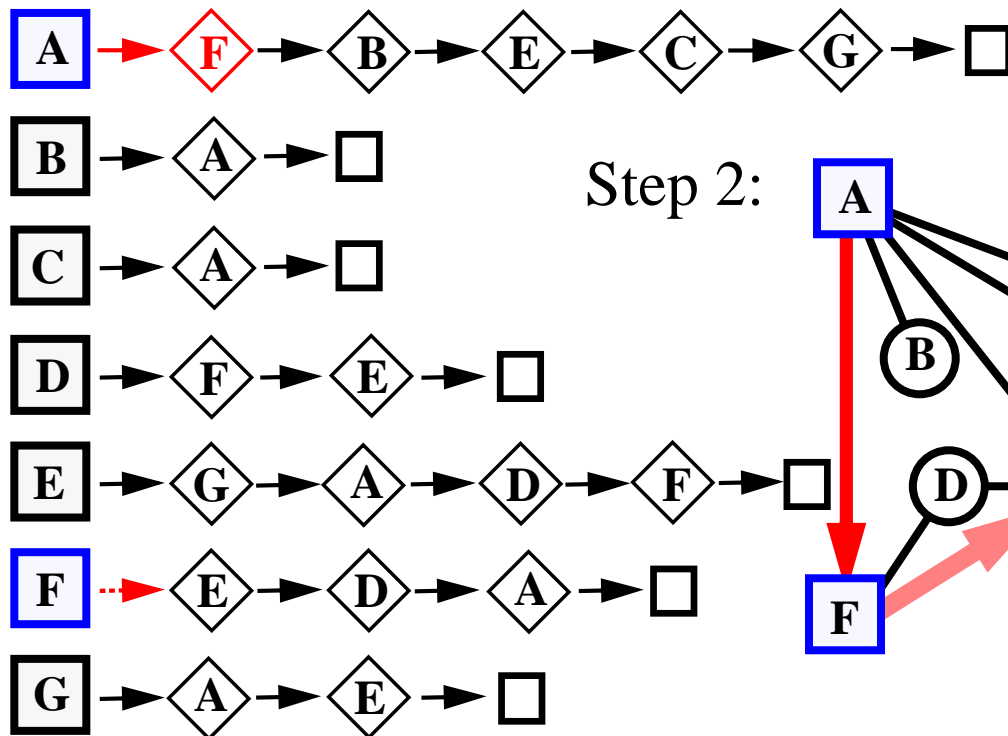 A F B E C G
B A
C A
D F E
E G A D F
F E D A
G A E
Step 2:
A
B
D
F